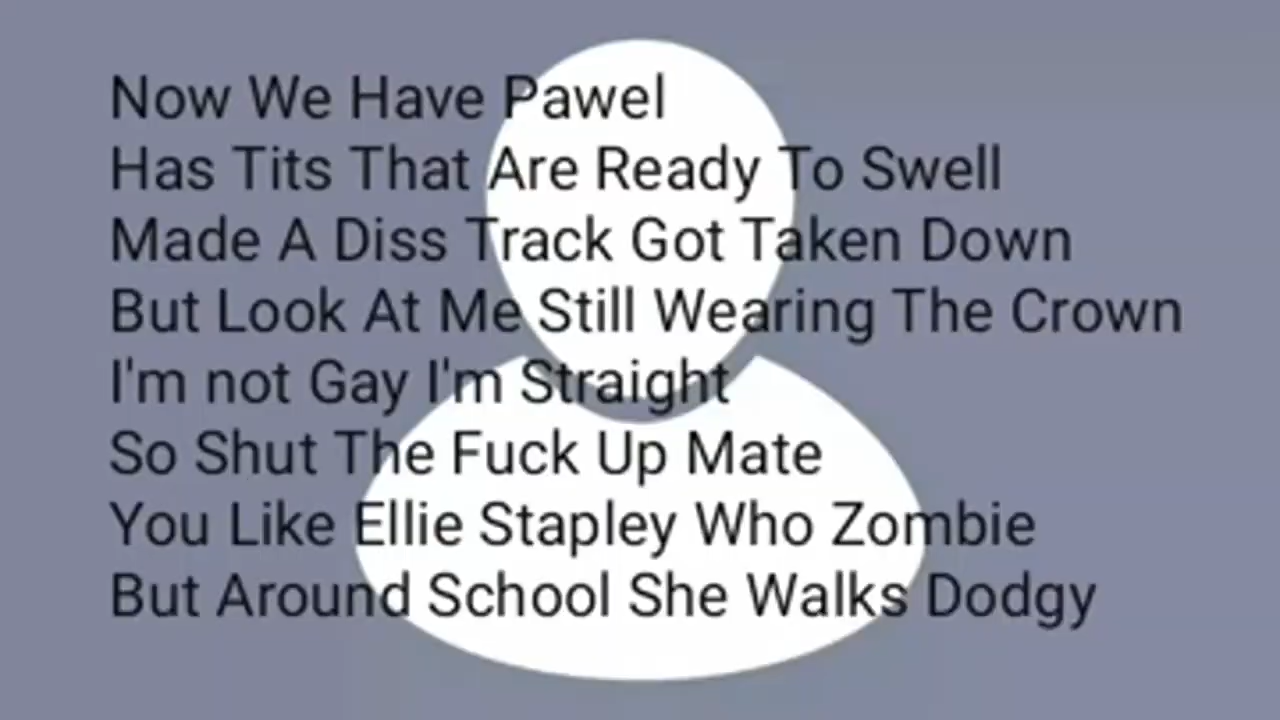 Now We Have Pawel
Has Tits That Are Ready To Swell
Made A Diss Track Got Taken Down
But Look At Me Still Wearing The Crown
I'm not Gay I'm Straight
So Shut The Fuck Up Mate
You Like Ellie Stapley Who Zombie
But Around School She Walks Dodgy